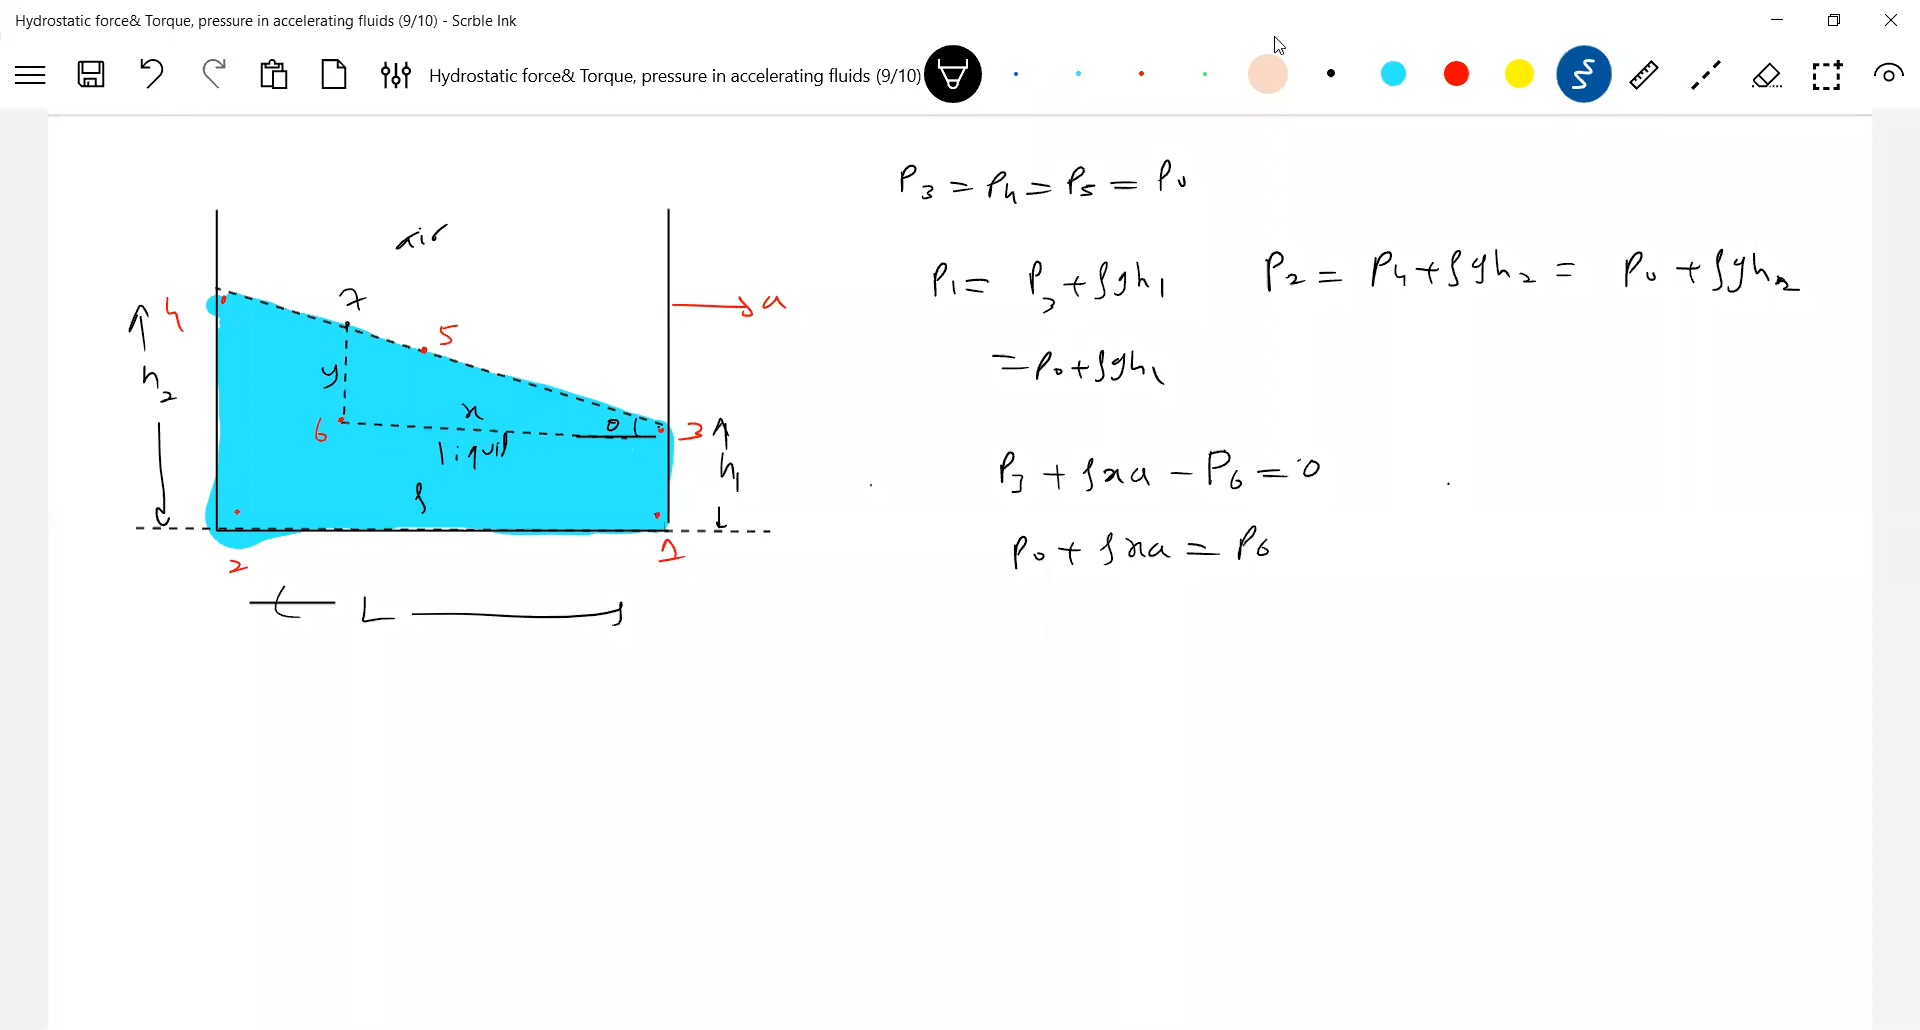 Hydrostatic force& Torque, pressure in accelerating fluids (9/10) - Scrble Ink
Hydrostatic force& Torque, pressure in accelerating fluids (9/10)
P₃ = P₄ = P₅ = P₀
air
P₁ = P₃ + ρgh₁
P₂ = P₄ + ρgh₂ = P₀ + ρgh₂
= P₀ + ρgh₁
4
7
5
a
h₂
y
x
6
θ
3
liquid
h₁
ρ
P₃ + ρxa − P₆ = 0
P₀ + ρxa = P₆
2
1
L